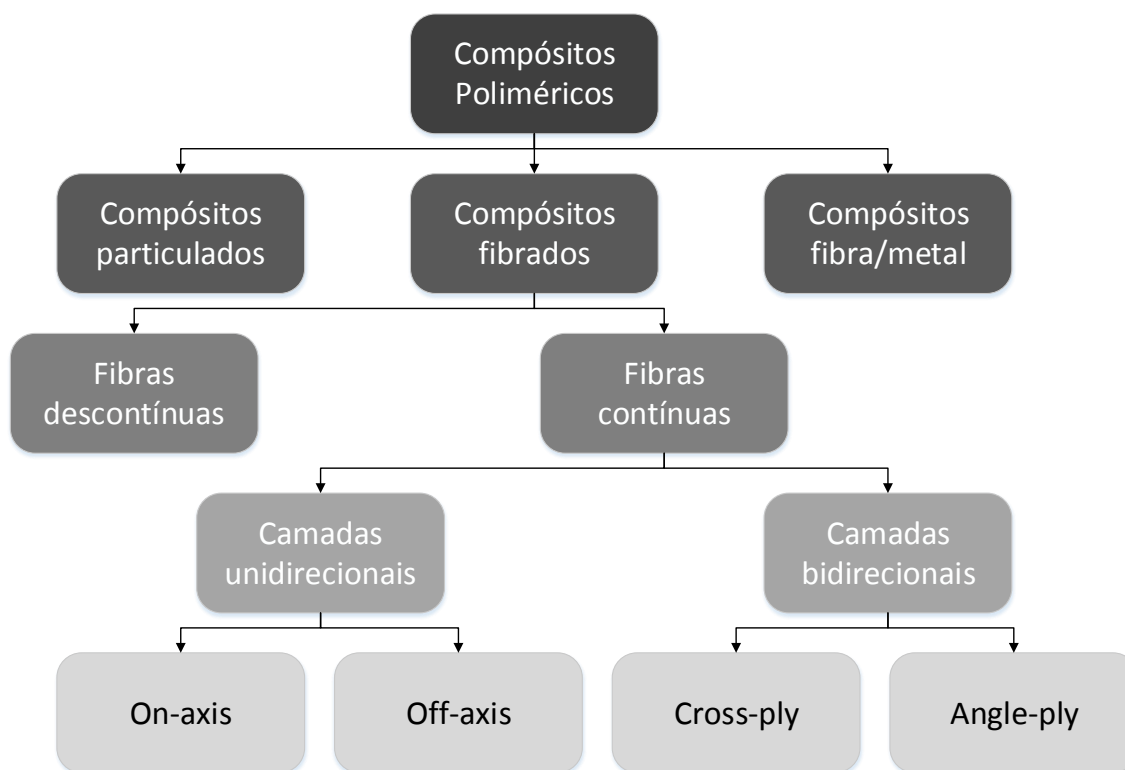 Compósitos
Poliméricos
Compósitos
particulados
Compósitos
fibrados
Compósitos
fibra/metal
Fibras
descontínuas
Fibras
contínuas
Camadas
unidirecionais
Camadas
bidirecionais
On-axis
Off-axis
Cross-ply
Angle-ply